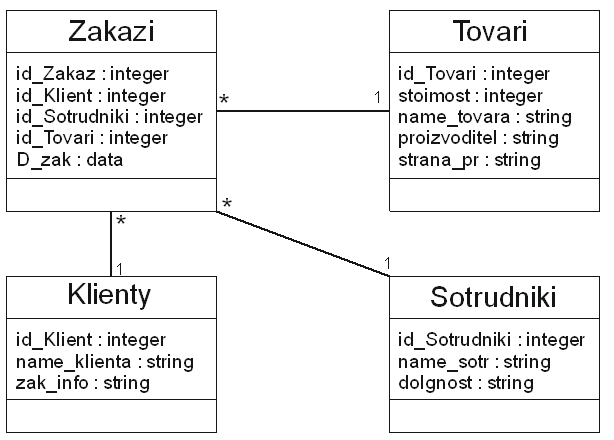 Zakazi
id_Zakaz : integer
id_Klient : integer
id_Sotrudniki : integer
id_Tovari : integer
D_zak : data
Tovari
id_Tovari : integer
stoimost : integer
name_tovara : string
proizvoditel : string
strana_pr : string
* 1
*
1
*
1
Klienty
id_Klient : integer
name_klienta : string
zak_info : string
Sotrudniki
id_Sotrudniki : integer
name_sotr : string
dolgnost : string